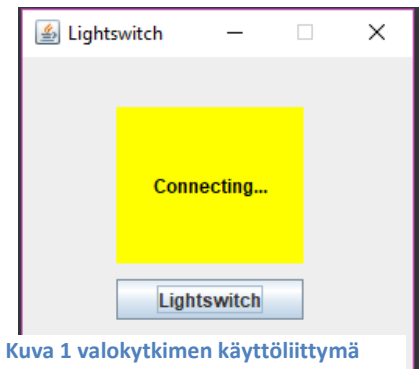 Lightswitch
Connecting...
Lightswitch
Kuva 1 valokytkimen käyttöliittymä